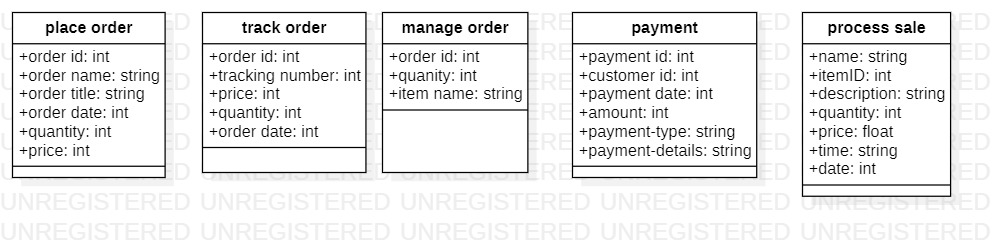 place order
+order id: int
+order name: string
+order title: string
+order date: int
+quantity: int
+price: int
track order
+order id: int
+tracking number: int
+price: int
+quantity: int
+order date: int
manage order
+order id: int
+quanity: int
+item name: string
payment
+payment id: int
+customer id: int
+payment date: int
+amount: int
+payment-type: string
+payment-details: string
process sale
+name: string
+itemID: int
+description: string
+quantity: int
+price: float
+time: string
+date: int
UNREGISTERED UNREGISTERED UNREGISTERED UNREGISTERED UNREGISTERED
UNREGISTERED UNREGISTERED UNREGISTERED UNREGISTERED UNREGISTERED